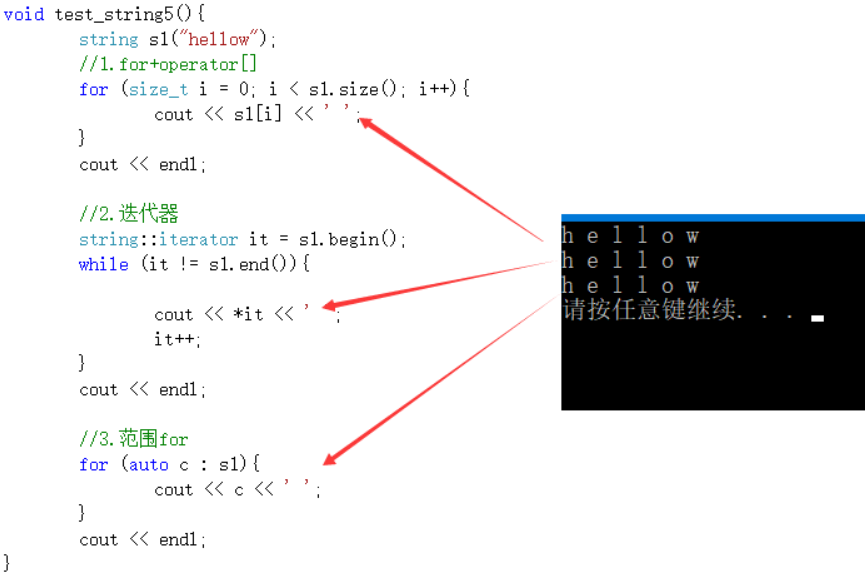 void test_string5(){
string s1("hellow");
//1.for+operator[]
for (size_t i = 0; i < s1.size(); i++){
cout << s1[i] << ' ';
}
cout << endl;
//2.迭代器
string::iterator it = s1.begin();
while (it != s1.end()){
cout << *it << ' ;
it++;
}
cout << endl;
//3.范围for
for (auto c : s1){
cout << c << ' ';
}
cout << endl;
}
h e l l o w
h e l l o w
h e l l o w
请按任意键继续. . .